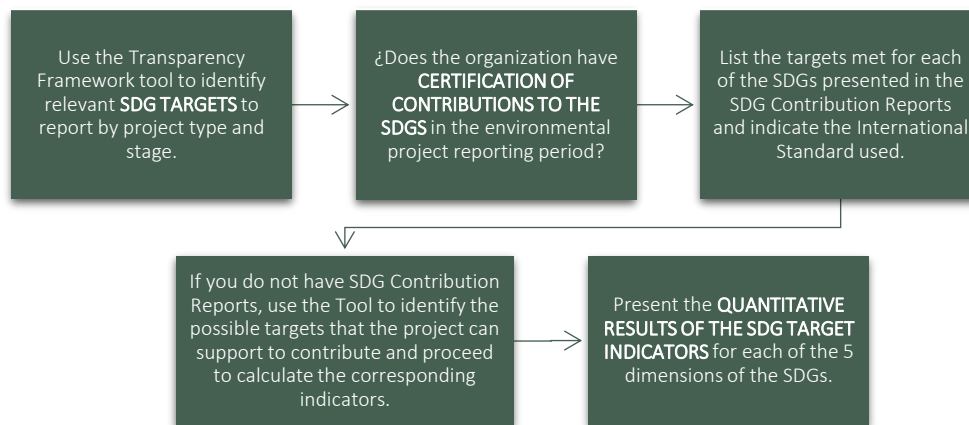 Use the Transparency
Framework tool to identify
relevant SDG TARGETS to
report by project type and
stage.
¿Does the organization have
CERTIFICATION OF
CONTRIBUTIONS TO THE
SDGS in the environmental
project reporting period?
List the targets met for each
of the SDGs presented in the
SDG Contribution Reports
and indicate the International
Standard used.
If you do not have SDG Contribution
Reports, use the Tool to identify the
possible targets that the project can
support to contribute and proceed
to calculate the corresponding
indicators.
Present the QUANTITATIVE
RESULTS OF THE SDG TARGET
INDICATORS for each of the 5
dimensions of the SDGs.